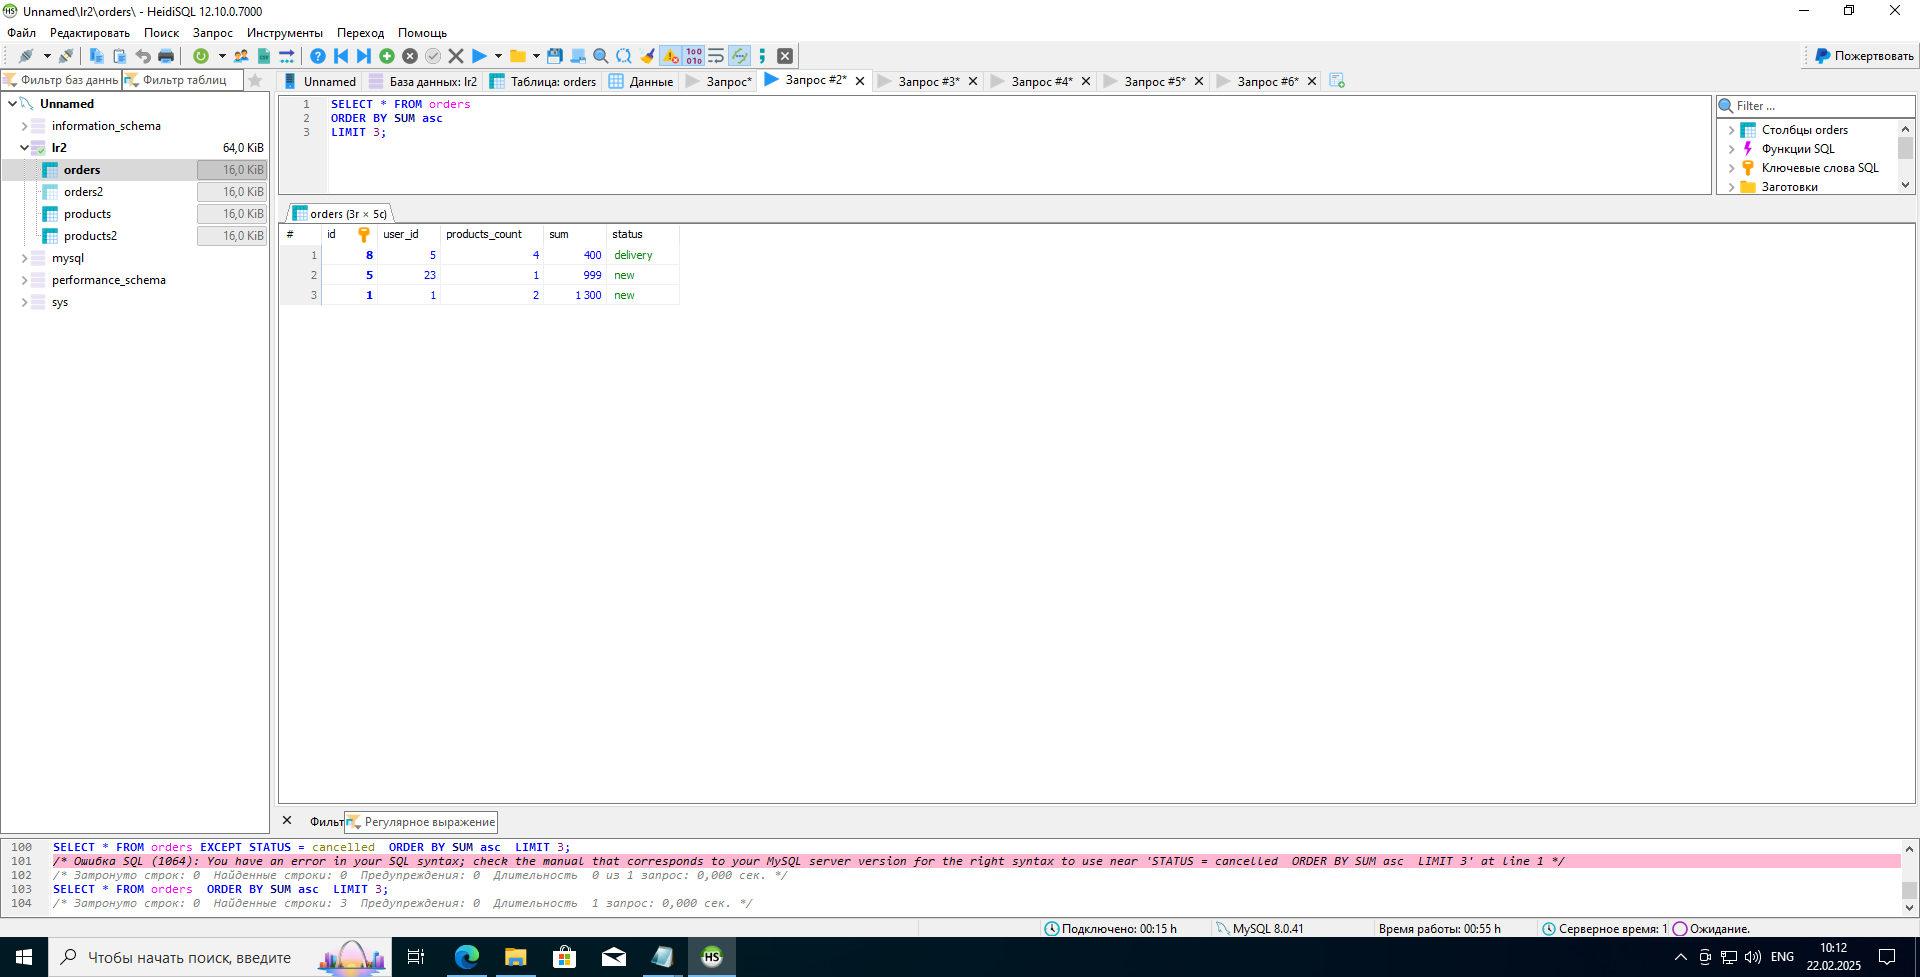 Unnamed\lr2\orders\ - HeidiSQL 12.10.0.7000
Файл Редактировать Поиск Запрос Инструменты Переход Помощь
Пожертвовать
Фильтр баз данн Фильтр таблиц
Unnamed База данных: lr2 Таблица: orders Данные Запрос* Запрос #2* Запрос #3* Запрос #4* Запрос #5* Запрос #6*
Unnamed
information_schema
lr2 64,0 KiB
orders 16,0 KiB
orders2 16,0 KiB
products 16,0 KiB
products2 16,0 KiB
mysql
performance_schema
sys
1 SELECT * FROM orders
2 ORDER BY SUM asc
3 LIMIT 3;
Filter ...
Столбцы orders
Функции SQL
Ключевые слова SQL
Заготовки
orders (3r × 5c)
# id user_id products_count sum status
1 8 5 4 400 delivery
2 5 23 1 999 new
3 1 1 2 1 300 new
Фильт Регулярное выражение
100 SELECT * FROM orders EXCEPT STATUS = cancelled ORDER BY SUM asc LIMIT 3;
101 /* Ошибка SQL (1064): You have an error in your SQL syntax; check the manual that corresponds to your MySQL server version for the right syntax to use near 'STATUS = cancelled ORDER BY SUM asc LIMIT 3' at line 1 */
102 /* Затронуто строк: 0 Найденные строки: 0 Предупреждения: 0 Длительность 0 из 1 запрос: 0,000 сек. */
103 SELECT * FROM orders ORDER BY SUM asc LIMIT 3;
104 /* Затронуто строк: 0 Найденные строки: 3 Предупреждения: 0 Длительность 1 запрос: 0,000 сек. */
Подключено: 00:15 h MySQL 8.0.41 Время работы: 00:55 h Серверное время: 1 Ожидание.
Чтобы начать поиск, введите
HS
ENG
10:12
22.02.2025